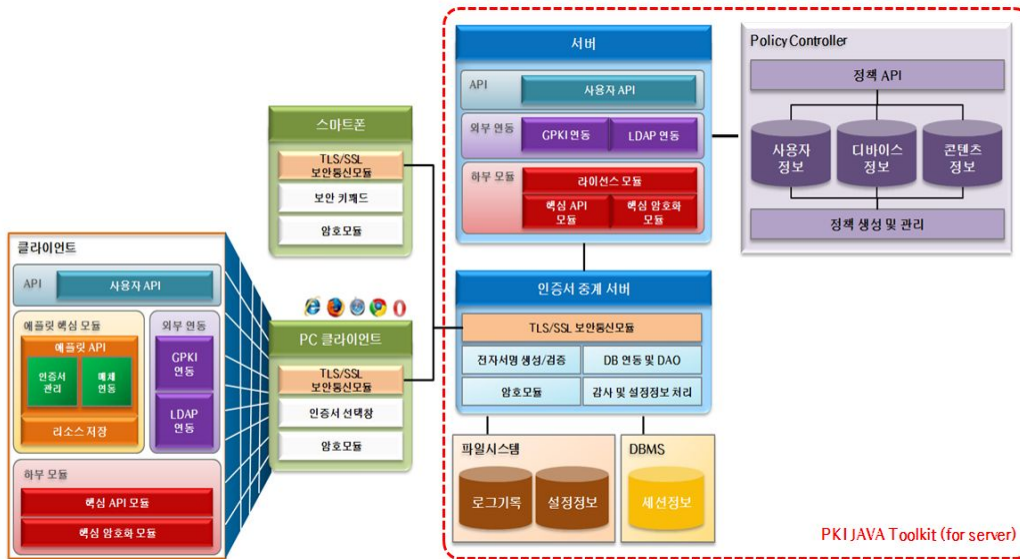 서버
API
사용자 API
외부 연동
GPKI 연동
LDAP 연동
하부 모듈
라이선스 모듈
핵심 API
모듈
핵심 암호화
모듈
Policy Controller
정책 API
사용자
정보
디바이스
정보
콘텐츠
정보
정책 생성 및 관리
스마트폰
TLS/SSL
보안통신모듈
보안 키패드
암호모듈
클라이언트
API
사용자 API
애플릿 핵심 모듈
애플릿 API
인증서
관리
매체
연동
리소스 저장
외부 연동
GPKI
연동
LDAP
연동
하부 모듈
핵심 API 모듈
핵심 암호화 모듈
PC 클라이언트
TLS/SSL
보안통신모듈
인증서 선택창
암호모듈
인증서 중계 서버
TLS/SSL 보안통신모듈
전자서명 생성/검증
DB 연동 및 DAO
암호모듈
감사 및 설정정보 처리
파일시스템
로그기록
설정정보
DBMS
세션정보
PKI JAVA Toolkit (for server)